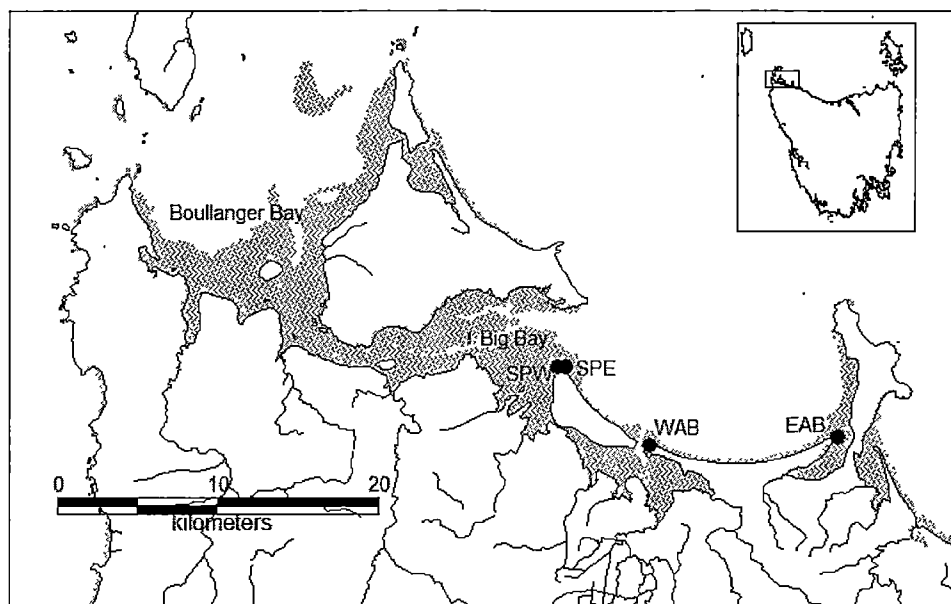 Boullanger Bay
Big Bay
SPW SPE
WAB
EAB
0 10 20
kilometers